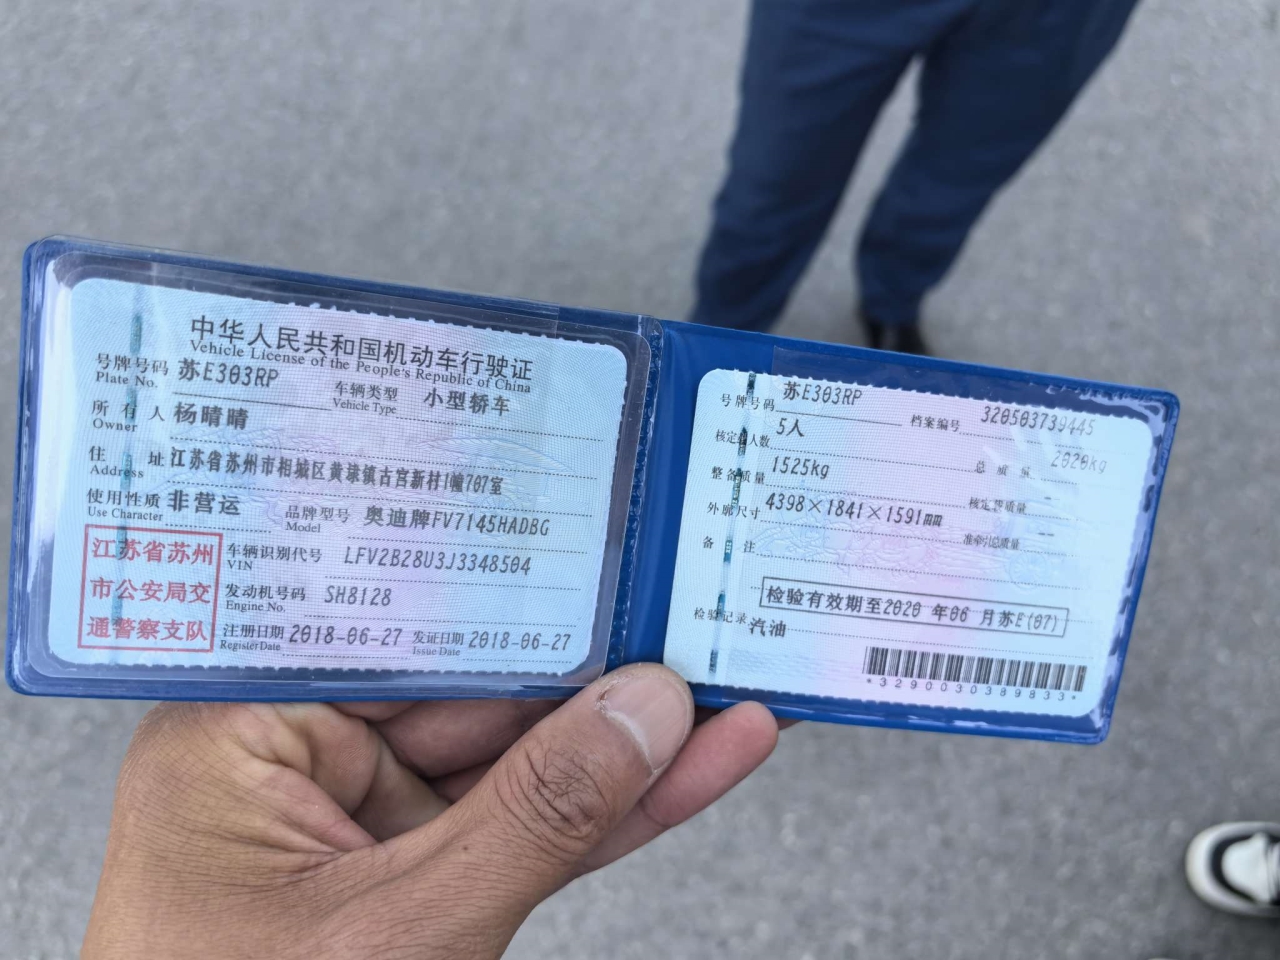 中华人民共和国机动车行驶证
Vehicle License of the People's Republic of China
号牌号码 苏E303RP 车辆类型 小型轿车
Plate No. Vehicle Type
所有人 杨晴晴
Owner
住址 江苏省苏州市相城区黄埭镇古宫新村1幢707室
Address
使用性质 非营运 品牌型号 奥迪牌FV7145HADBG
Use Character Model
江苏省苏州
市公安局交
通警察支队
车辆识别代号 LFV2B28U3J3348504
VIN
发动机号码 SH8128
Engine No.
注册日期 2018-06-27 发证日期 2018-06-27
Register Date Issue Date
号牌号码 苏E303RP 档案编号 320503739445
核定载人数 5人 总质量 2020kg
整备质量 1525kg 核定载质量 --
外廓尺寸 4398×1841×1591mm 准牵引总质量 --
备注
检验有效期至2020年06月苏E(07)
检验记录 汽油
*3290030389833*